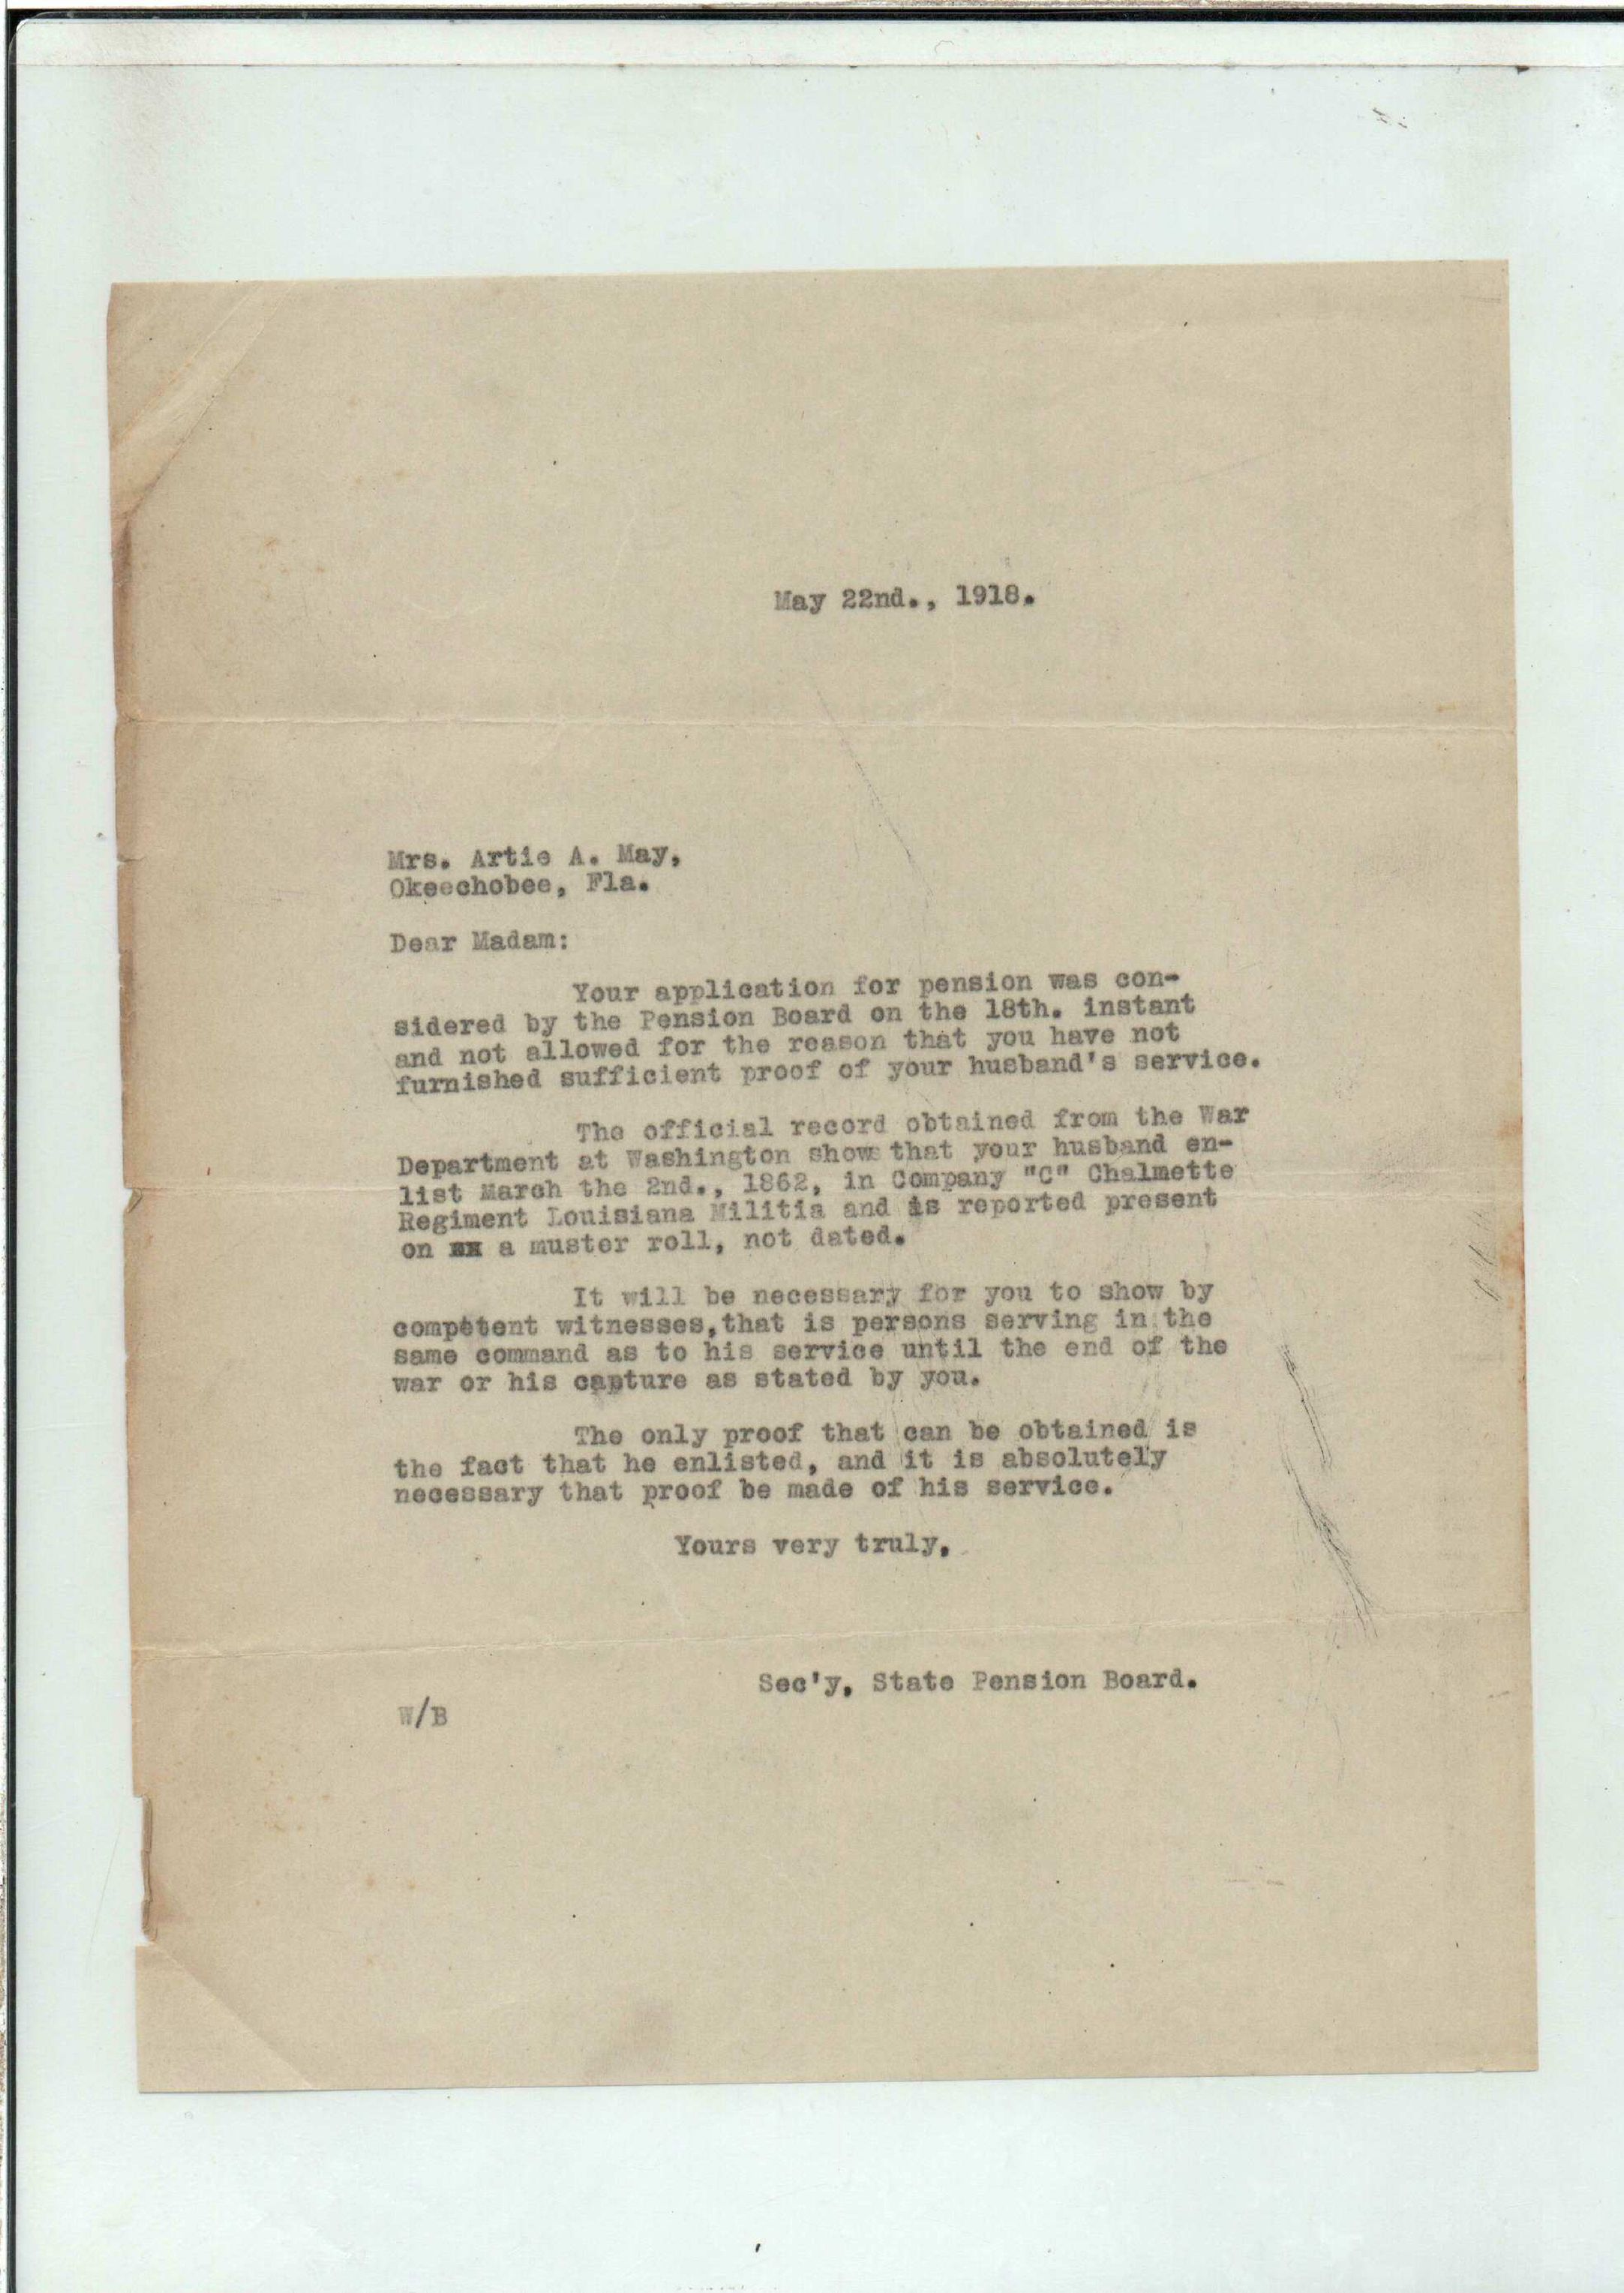 May 22nd., 1918.
Mrs. Artie A. May,
Okeechobee, Fla.
Dear Madam:
Your application for pension was con-
sidered by the Pension Board on the 18th. instant
and not allowed for the reason that you have not
furnished sufficient proof of your husband's service.
The official record obtained from the War
Department at Washington shows that your husband en-
list March the 2nd., 1862, in Company "C" Chalmette
Regiment Louisiana Militia and is reported present
on xx a muster roll, not dated.
It will be necessary for you to show by
competent witnesses,that is persons serving in the
same command as to his service until the end of the
war or his capture as stated by you.
The only proof that can be obtained is
the fact that he enlisted, and it is absolutely
necessary that proof be made of his service.
Yours very truly,
Sec'y, State Pension Board.
W/B